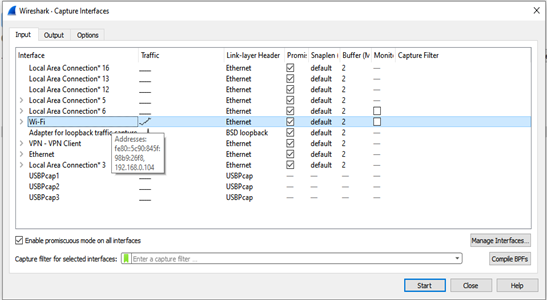 Wireshark - Capture Interfaces
Input Output Options
Interface Traffic Link-layer Header Promis Snaplen ( Buffer (M Monito Capture Filter
Local Area Connection* 16 Ethernet default 2 —
Local Area Connection* 13 Ethernet default 2 —
Local Area Connection* 12 Ethernet default 2 —
Local Area Connection* 5 Ethernet default 2 —
Local Area Connection* 6 Ethernet default 2
Wi-Fi Ethernet default 2
Adapter for loopback traffic capture BSD loopback default 2 —
VPN - VPN Client Ethernet default 2 —
Ethernet Ethernet default 2 —
Local Area Connection* 3 Ethernet default 2 —
USBPcap1 USBPcap — — — —
USBPcap2 USBPcap — — — —
USBPcap3 USBPcap — — — —
Addresses:
fe80::5c90:845f:
98b9:26f8,
192.168.0.104
Enable promiscuous mode on all interfaces
Manage Interfaces...
Capture filter for selected interfaces: Enter a capture filter ...
Compile BPFs
Start Close Help